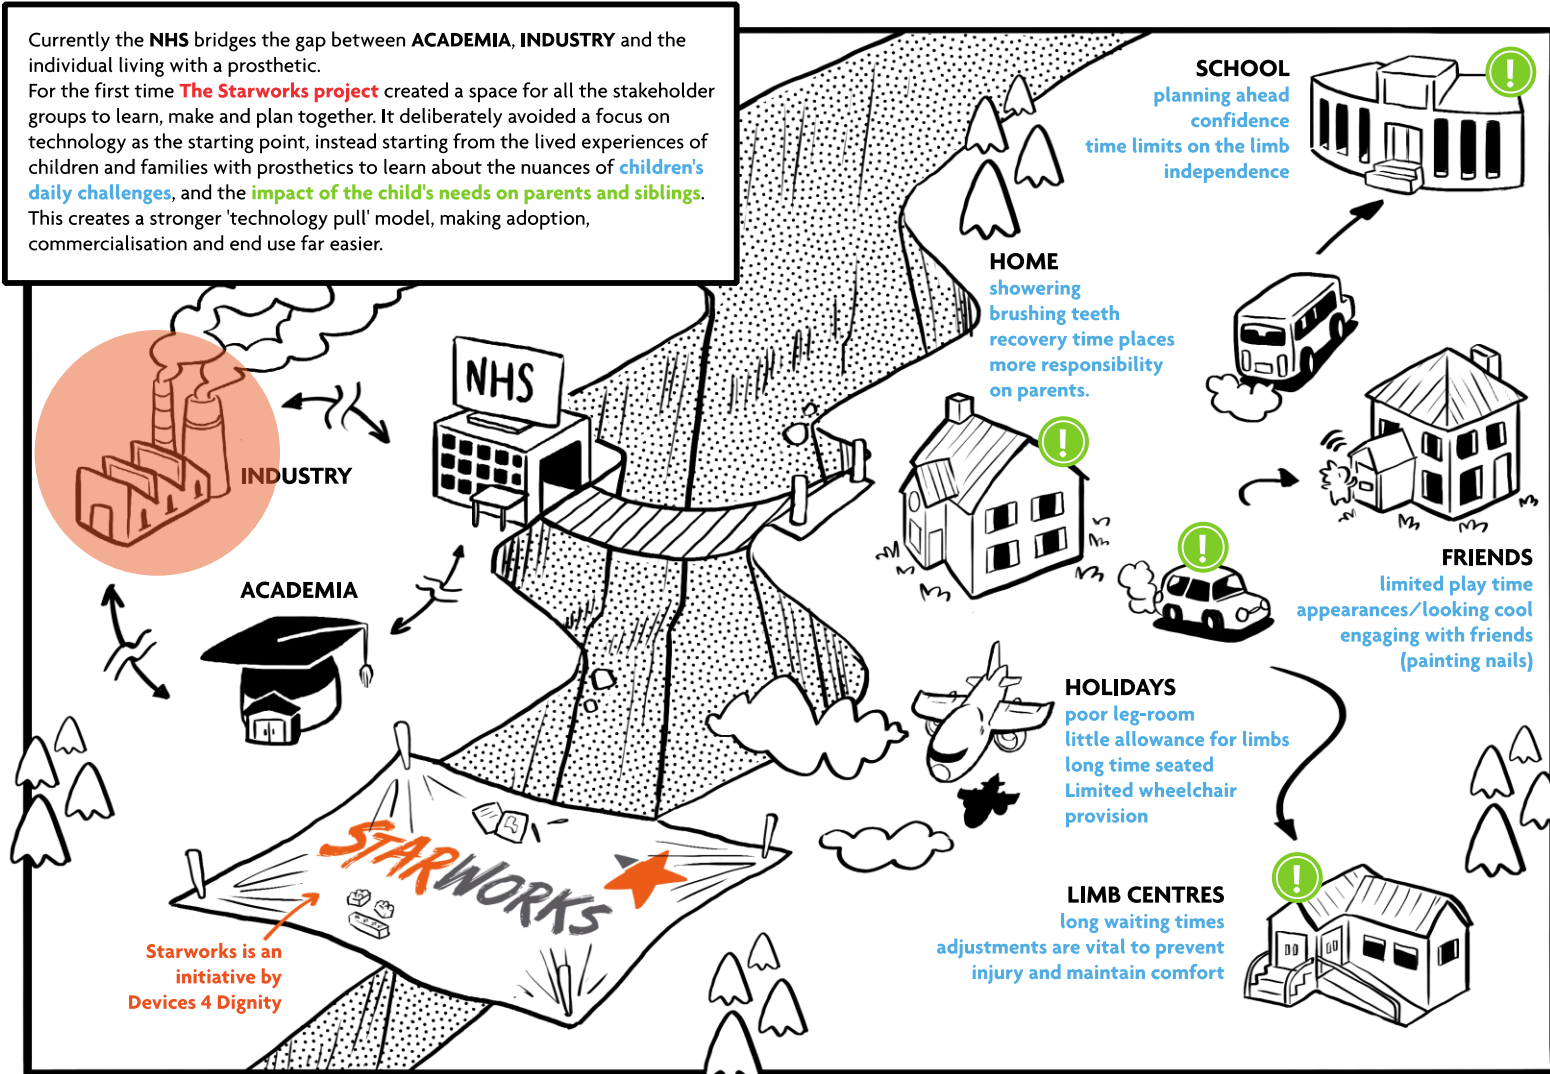 Currently the NHS bridges the gap between ACADEMIA, INDUSTRY and the
individual living with a prosthetic.
For the first time The Starworks project created a space for all the stakeholder
groups to learn, make and plan together. It deliberately avoided a focus on
technology as the starting point, instead starting from the lived experiences of
children and families with prosthetics to learn about the nuances of children's
daily challenges, and the impact of the child's needs on parents and siblings.
This creates a stronger 'technology pull' model, making adoption,
commercialisation and end use far easier.
SCHOOL
planning ahead
confidence
time limits on the limb
independence
HOME
showering
brushing teeth
recovery time places
more responsibility
on parents.
NHS
INDUSTRY
ACADEMIA
FRIENDS
limited play time
appearances/looking cool
engaging with friends
(painting nails)
HOLIDAYS
poor leg-room
little allowance for limbs
long time seated
Limited wheelchair
provision
STARWORKS
LIMB CENTRES
long waiting times
adjustments are vital to prevent
injury and maintain comfort
Starworks is an
initiative by
Devices 4 Dignity
!
!
!
!